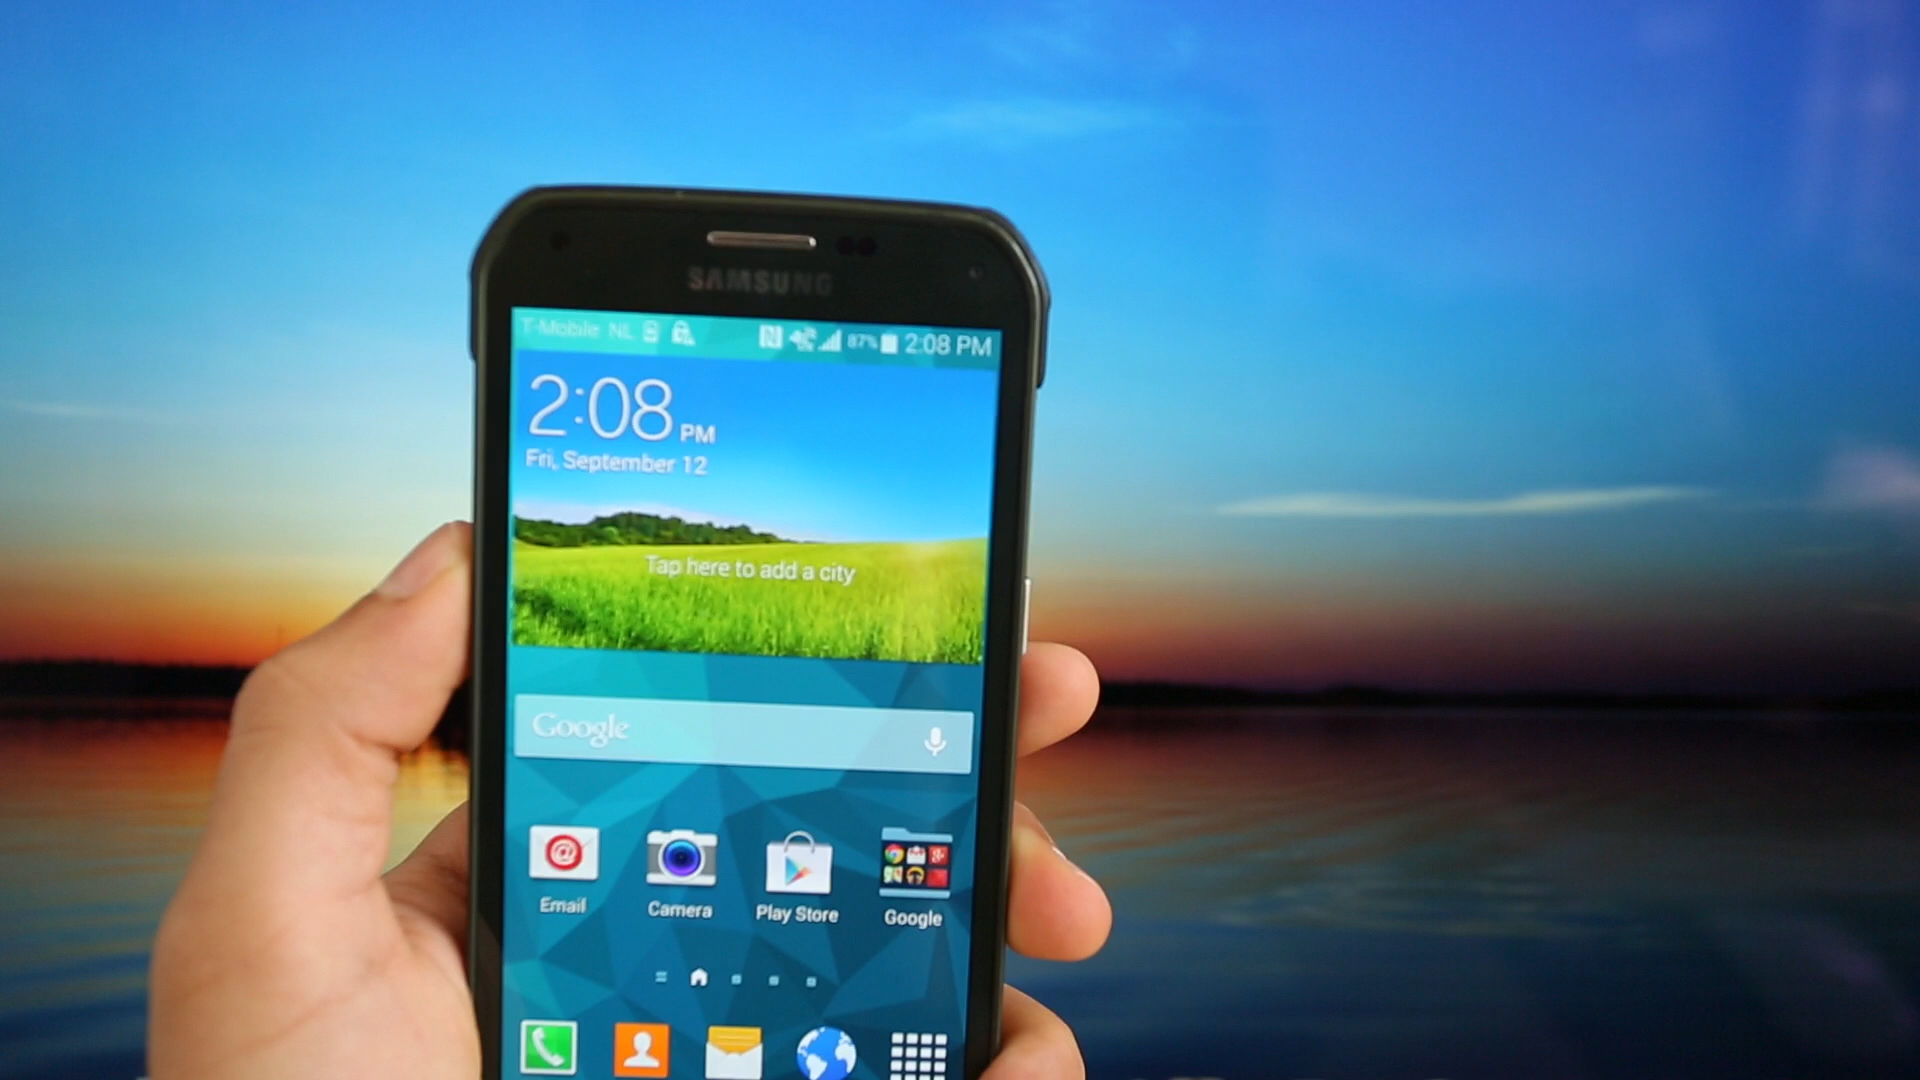 SAMSUNG
T-Mobile NL 87% 2:08 PM
2:08 PM
Fri, September 12
Tap here to add a city
Google
Email Camera Play Store Google